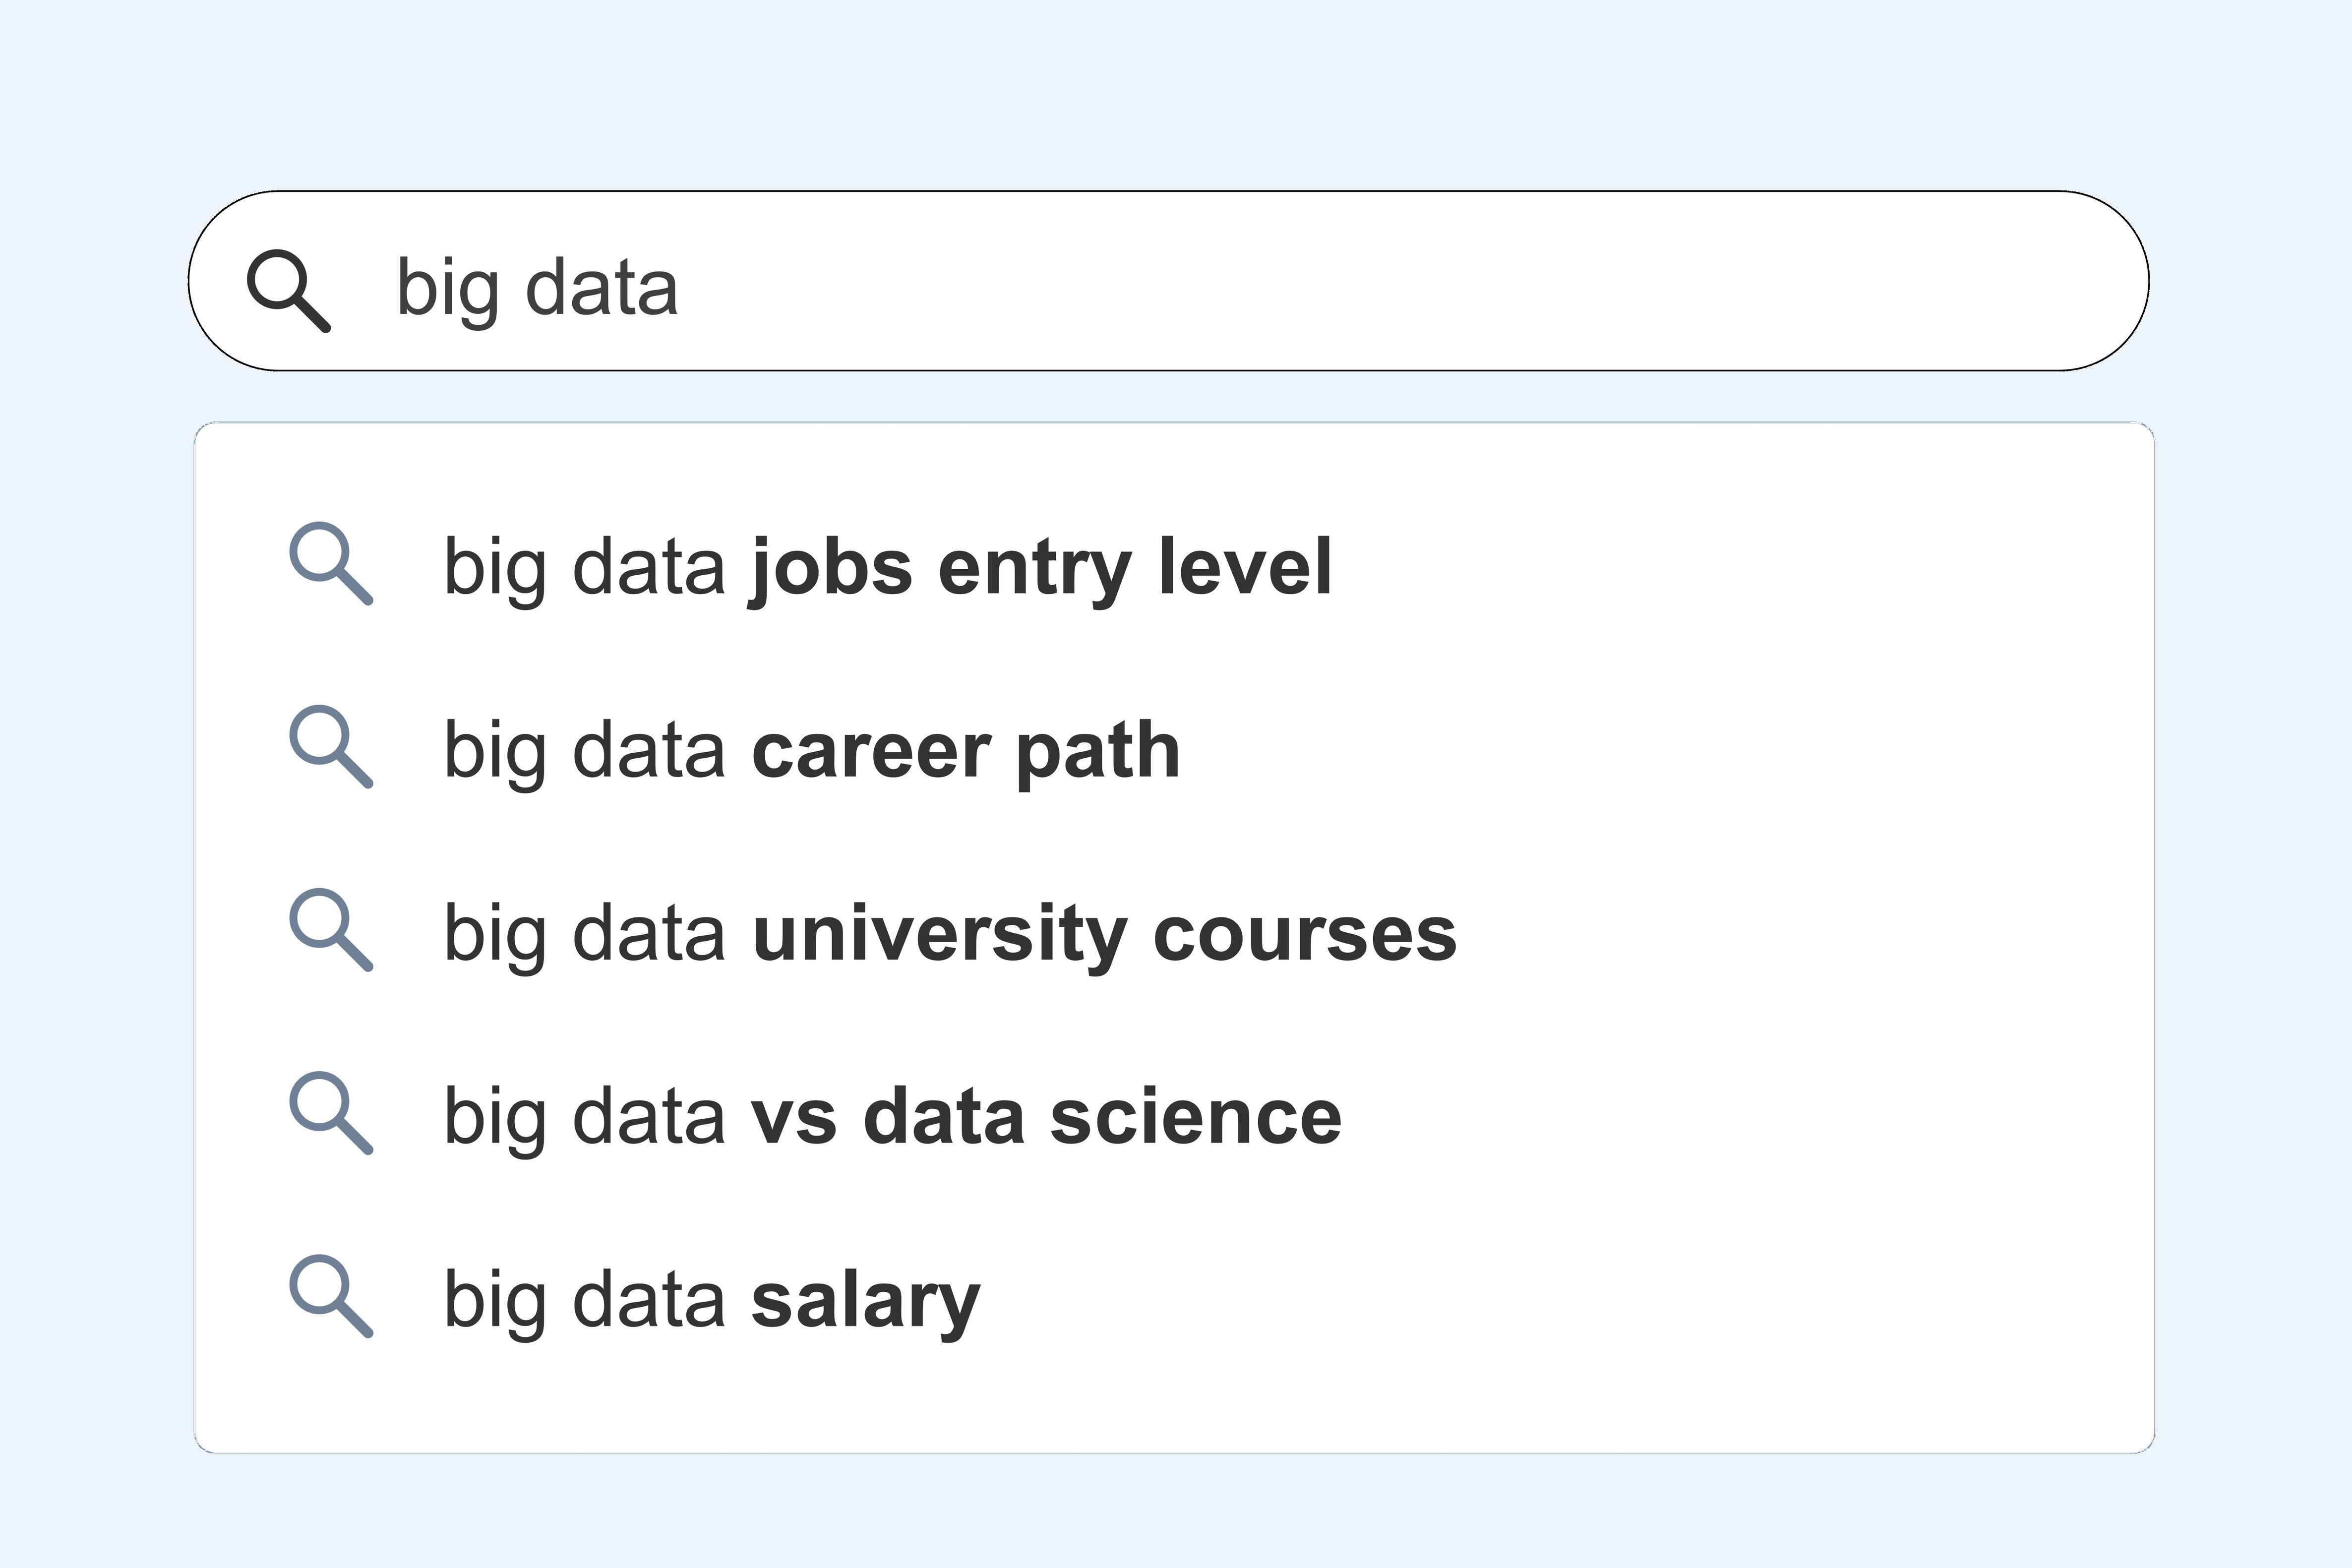 big data
big data jobs entry level
big data career path
big data university courses
big data vs data science
big data salary